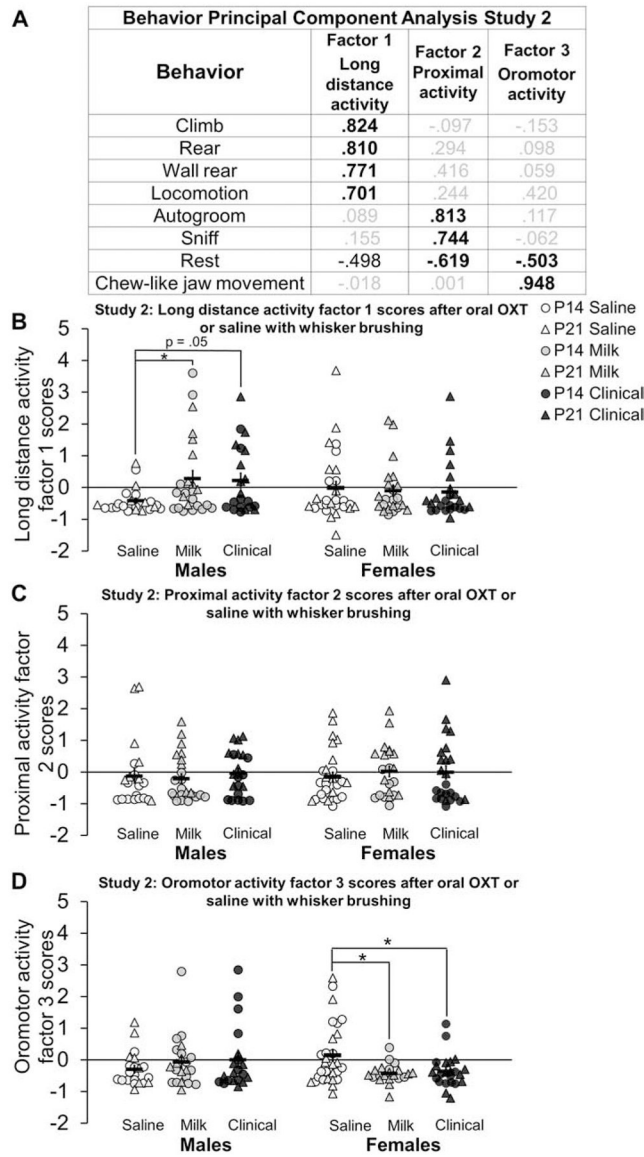 A
Behavior Principal Component Analysis Study 2
Behavior
Factor 1
Long
distance
activity
Factor 2
Proximal
activity
Factor 3
Oromotor
activity
Climb .824 -.097 -.153
Rear .810 .294 .098
Wall rear .771 .416 .059
Locomotion .701 .244 .420
Autogroom .089 .813 .117
Sniff .155 .744 -.062
Rest -.498 -.619 -.503
Chew-like jaw movement -.018 .001 .948
B
Study 2: Long distance activity factor 1 scores after oral OXT
or saline with whisker brushing
P14 Saline
P21 Saline
P14 Milk
P21 Milk
P14 Clinical
P21 Clinical
Long distance activity
factor 1 scores
5
4
3
2
1
0
-1
-2
p = .05
*
Saline Milk Clinical Saline Milk Clinical
Males Females
C
Study 2: Proximal activity factor 2 scores after oral OXT or
saline with whisker brushing
Proximal activity factor
2 scores
5
4
3
2
1
0
-1
-2
Saline Milk Clinical Saline Milk Clinical
Males Females
D
Study 2: Oromotor activity factor 3 scores after oral OXT or
saline with whisker brushing
Oromotor activity
factor 3 scores
5
4
3
2
1
0
-1
-2
*
*
Saline Milk Clinical Saline Milk Clinical
Males Females